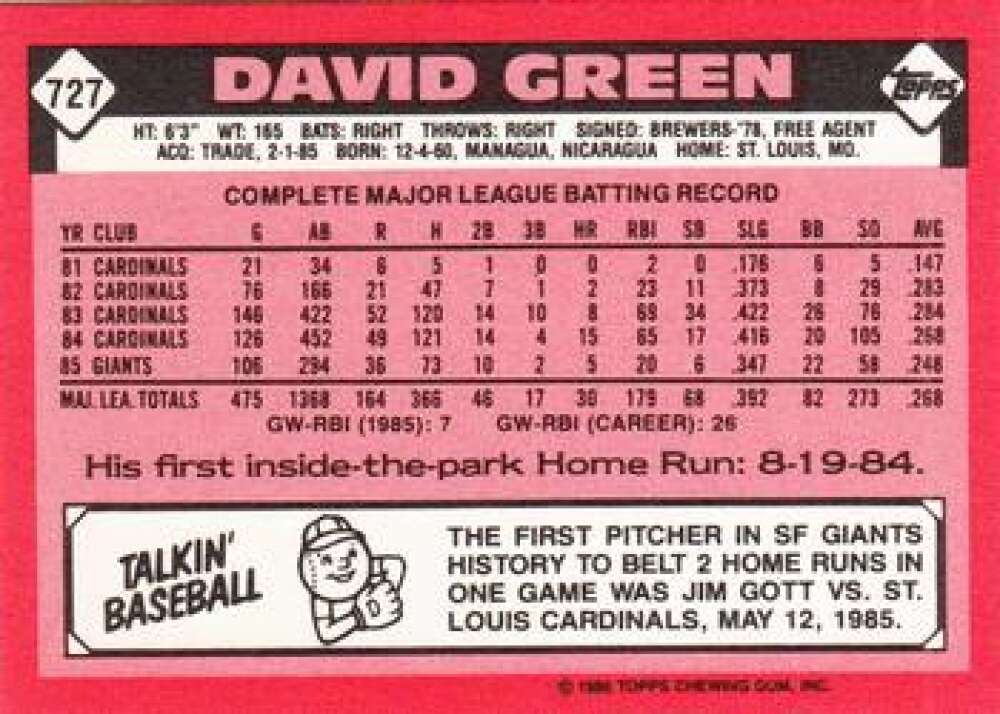 727
DAVID GREEN
TOPPS
HT: 6'3" WT: 165 BATS: RIGHT THROWS: RIGHT SIGNED: BREWERS-'78, FREE AGENT
ACQ: TRADE, 2-1-85 BORN: 12-4-60, MANAGUA, NICARAGUA HOME: ST. LOUIS, MO.
COMPLETE MAJOR LEAGUE BATTING RECORD
YR CLUB G AB R H 2B 3B HR RBI SB SLG BB SO AVG
81 CARDINALS 21 34 6 5 1 0 0 2 0 .176 6 5 .147
82 CARDINALS 76 166 21 47 7 1 2 23 11 .373 8 29 .283
83 CARDINALS 146 422 52 120 14 10 8 69 34 .422 26 76 .284
84 CARDINALS 126 452 49 121 14 4 15 65 17 .416 20 105 .268
85 GIANTS 106 294 36 73 10 2 5 20 6 .347 22 58 .248
MAJ. LEA. TOTALS 475 1368 164 366 46 17 30 179 68 .392 82 273 .268
GW-RBI (1985): 7 GW-RBI (CAREER): 26
His first inside-the-park Home Run: 8-19-84.
TALKIN'
BASEBALL
THE FIRST PITCHER IN SF GIANTS
HISTORY TO BELT 2 HOME RUNS IN
ONE GAME WAS JIM GOTT VS. ST.
LOUIS CARDINALS, MAY 12, 1985.
© 1986 TOPPS CHEWING GUM, INC.